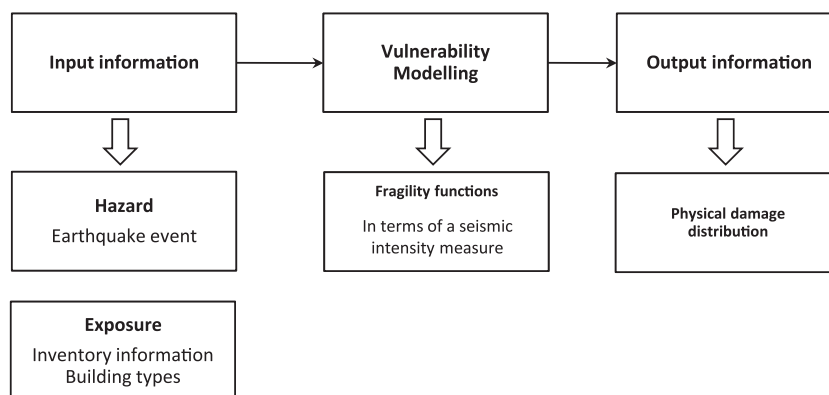 Input information
Vulnerability
Modelling
Output information
Hazard
Earthquake event
Fragility functions
In terms of a seismic
intensity measure
Physical damage
distribution
Exposure
Inventory information
Building types